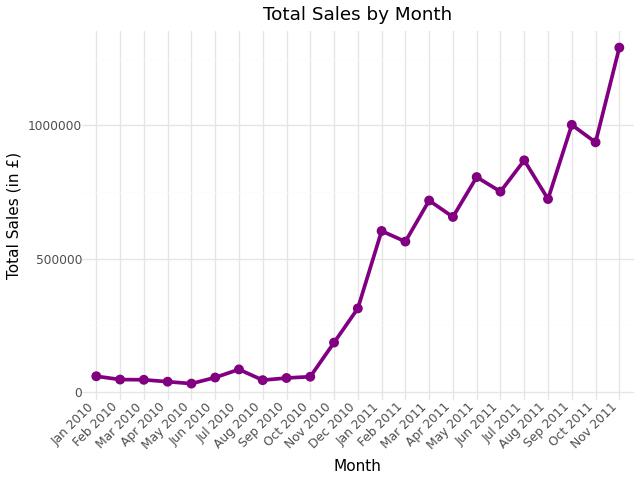 Total Sales by Month
Total Sales (in £)
1000000
500000
0
Jan 2010
Feb 2010
Mar 2010
Apr 2010
May 2010
Jun 2010
Jul 2010
Aug 2010
Sep 2010
Oct 2010
Nov 2010
Dec 2010
Jan 2011
Feb 2011
Mar 2011
Apr 2011
May 2011
Jun 2011
Jul 2011
Aug 2011
Sep 2011
Oct 2011
Nov 2011
Month